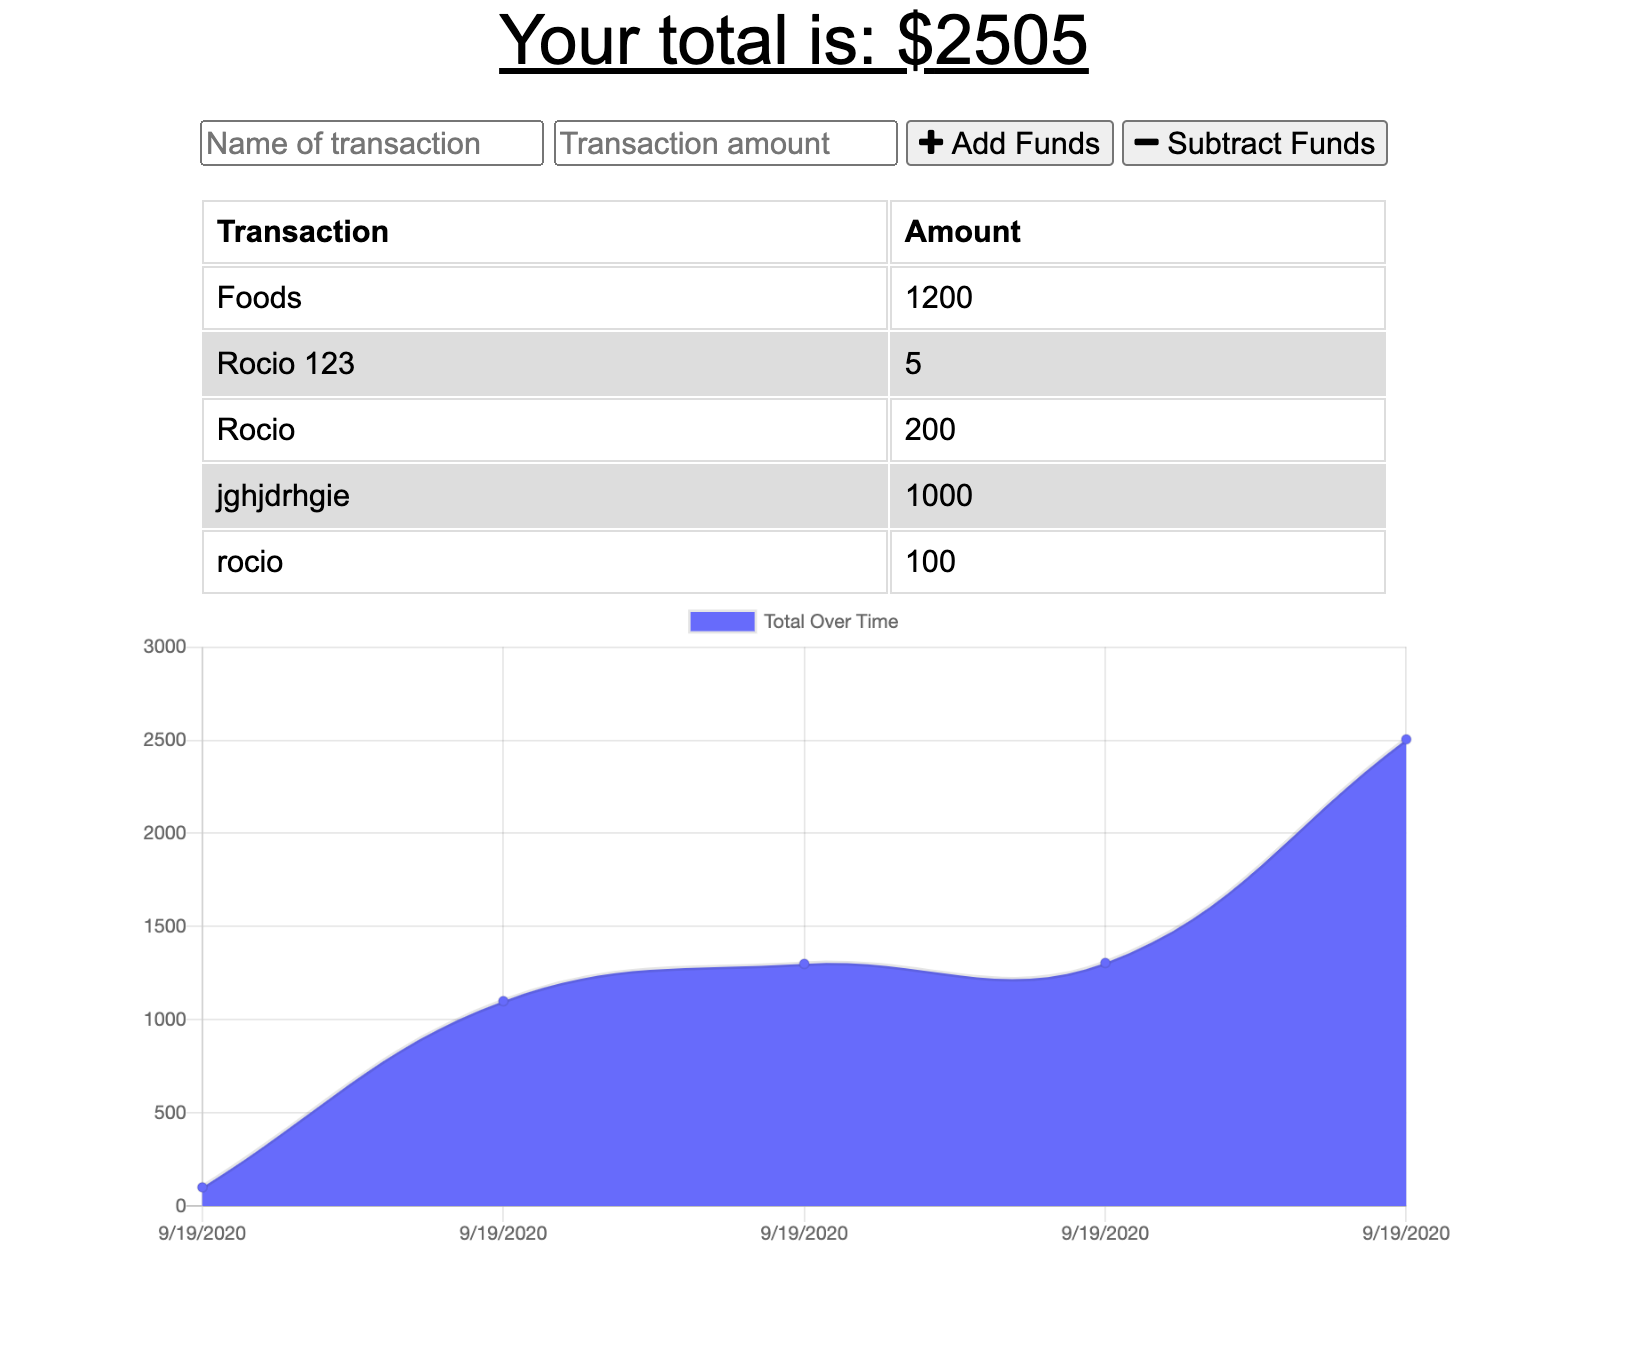 Your total is: $2505
Name of transaction Transaction amount + Add Funds − Subtract Funds
Transaction Amount
Foods 1200
Rocio 123 5
Rocio 200
jghjdrhgie 1000
rocio 100
Total Over Time
3000
2500
2000
1500
1000
500
0
9/19/2020 9/19/2020 9/19/2020 9/19/2020 9/19/2020